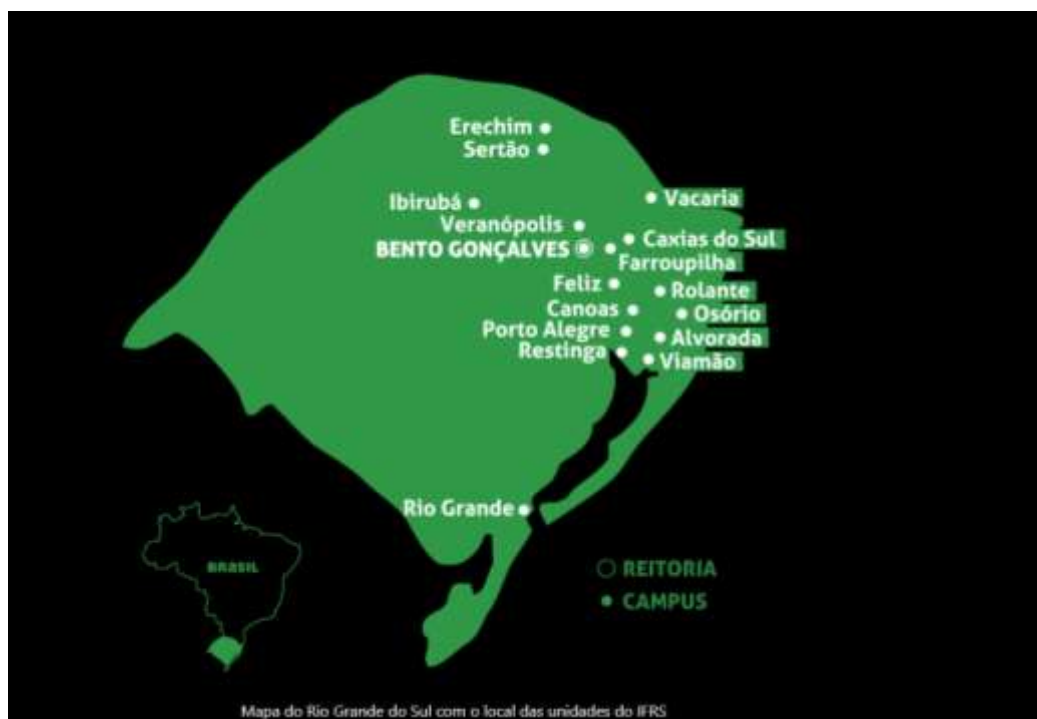 Erechim
Sertão
Ibirubá
Vacaria
Veranópolis
Caxias do Sul
BENTO GONÇALVES
Farroupilha
Feliz
Rolante
Canoas
Osório
Porto Alegre
Alvorada
Restinga
Viamão
Rio Grande
BRASIL
REITORIA
CAMPUS
Mapa do Rio Grande do Sul com o local das unidades do IFRS